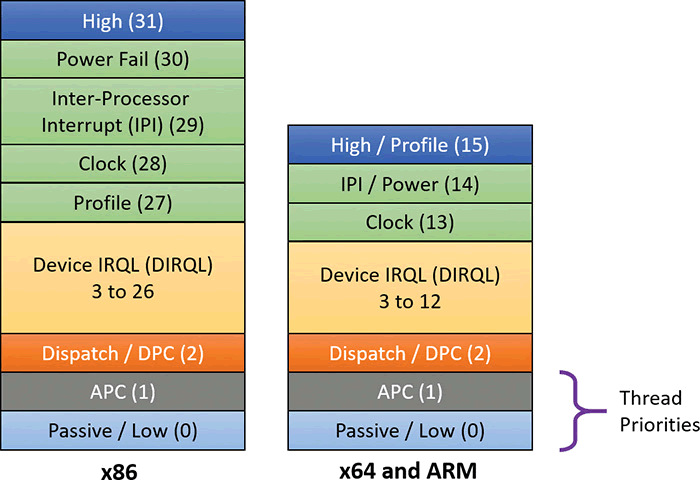 High (31)
Power Fail (30)
Inter-Processor
Interrupt (IPI) (29)
Clock (28)
Profile (27)
Device IRQL (DIRQL)
3 to 26
Dispatch / DPC (2)
APC (1)
Passive / Low (0)
x86
High / Profile (15)
IPI / Power (14)
Clock (13)
Device IRQL (DIRQL)
3 to 12
Dispatch / DPC (2)
APC (1)
Passive / Low (0)
x64 and ARM
Thread
Priorities